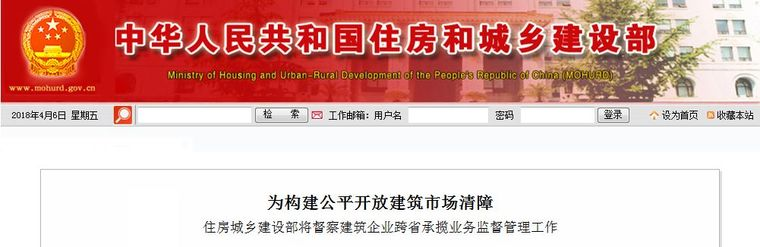 中华人民共和国住房和城乡建设部
Ministry of Housing and Urban-Rural Development of the People's Republic of China (MOHURD)
www.mohurd.gov.cn
2018年4月6日 星期五 检 索 工作邮箱：用户名 密码 登录 设为首页 收藏本站
为构建公平开放建筑市场清障
住房城乡建设部将督察建筑企业跨省承揽业务监督管理工作